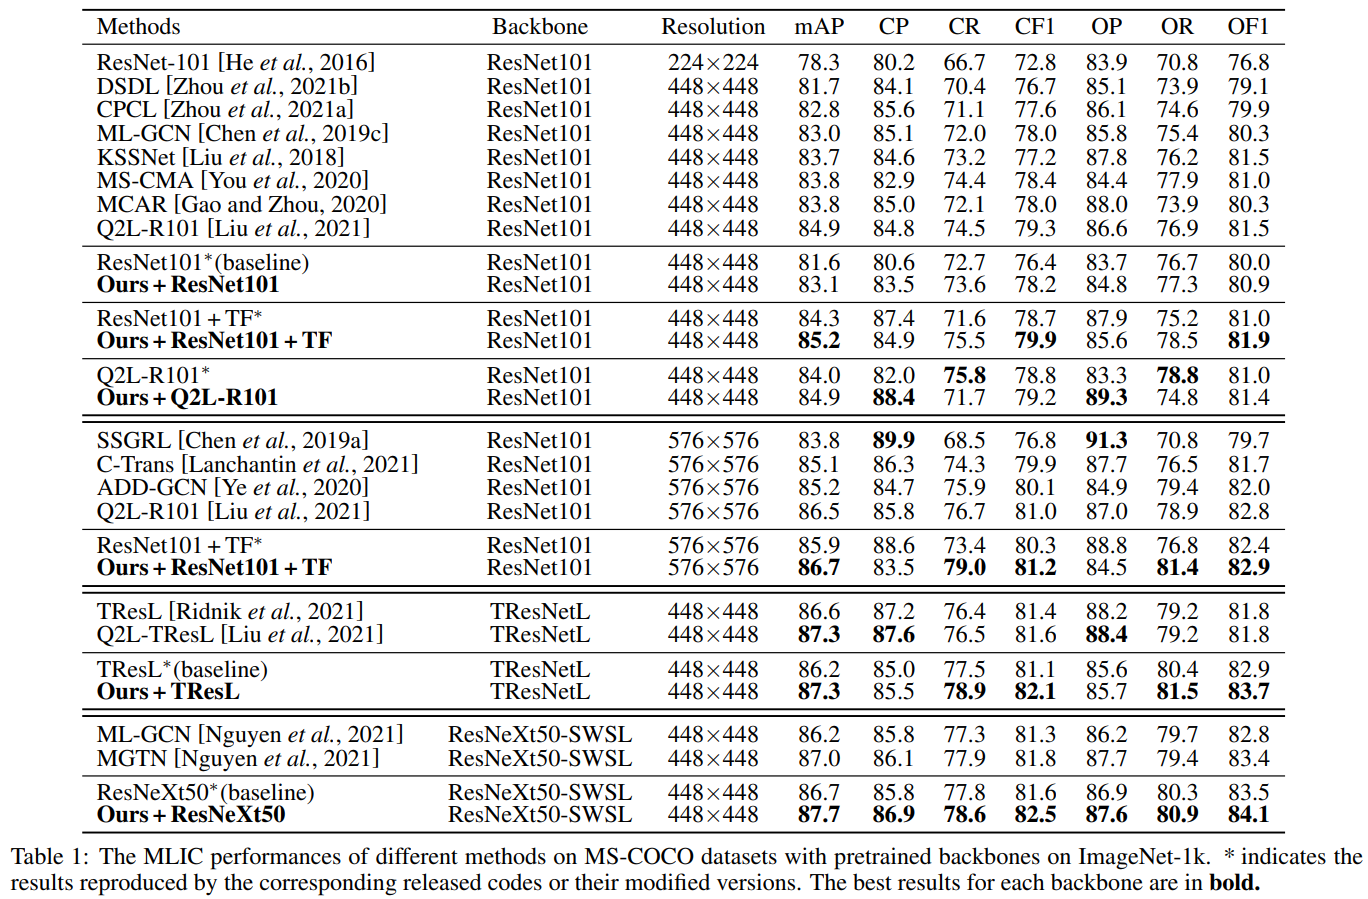 Methods Backbone Resolution mAP CP CR CF1 OP OR OF1
ResNet-101 [He et al., 2016] ResNet101 224×224 78.3 80.2 66.7 72.8 83.9 70.8 76.8
DSDL [Zhou et al., 2021b] ResNet101 448×448 81.7 84.1 70.4 76.7 85.1 73.9 79.1
CPCL [Zhou et al., 2021a] ResNet101 448×448 82.8 85.6 71.1 77.6 86.1 74.6 79.9
ML-GCN [Chen et al., 2019c] ResNet101 448×448 83.0 85.1 72.0 78.0 85.8 75.4 80.3
KSSNet [Liu et al., 2018] ResNet101 448×448 83.7 84.6 73.2 77.2 87.8 76.2 81.5
MS-CMA [You et al., 2020] ResNet101 448×448 83.8 82.9 74.4 78.4 84.4 77.9 81.0
MCAR [Gao and Zhou, 2020] ResNet101 448×448 83.8 85.0 72.1 78.0 88.0 73.9 80.3
Q2L-R101 [Liu et al., 2021] ResNet101 448×448 84.9 84.8 74.5 79.3 86.6 76.9 81.5
ResNet101*(baseline) ResNet101 448×448 81.6 80.6 72.7 76.4 83.7 76.7 80.0
Ours + ResNet101 ResNet101 448×448 83.1 83.5 73.6 78.2 84.8 77.3 80.9
ResNet101 + TF* ResNet101 448×448 84.3 87.4 71.6 78.7 87.9 75.2 81.0
Ours + ResNet101 + TF ResNet101 448×448 85.2 84.9 75.5 79.9 85.6 78.5 81.9
Q2L-R101* ResNet101 448×448 84.0 82.0 75.8 78.8 83.3 78.8 81.0
Ours + Q2L-R101 ResNet101 448×448 84.9 88.4 71.7 79.2 89.3 74.8 81.4
SSGRL [Chen et al., 2019a] ResNet101 576×576 83.8 89.9 68.5 76.8 91.3 70.8 79.7
C-Trans [Lanchantin et al., 2021] ResNet101 576×576 85.1 86.3 74.3 79.9 87.7 76.5 81.7
ADD-GCN [Ye et al., 2020] ResNet101 576×576 85.2 84.7 75.9 80.1 84.9 79.4 82.0
Q2L-R101 [Liu et al., 2021] ResNet101 576×576 86.5 85.8 76.7 81.0 87.0 78.9 82.8
ResNet101 + TF* ResNet101 576×576 85.9 88.6 73.4 80.3 88.8 76.8 82.4
Ours + ResNet101 + TF ResNet101 576×576 86.7 83.5 79.0 81.2 84.5 81.4 82.9
TResL [Ridnik et al., 2021] TResNetL 448×448 86.6 87.2 76.4 81.4 88.2 79.2 81.8
Q2L-TResL [Liu et al., 2021] TResNetL 448×448 87.3 87.6 76.5 81.6 88.4 79.2 81.8
TResL*(baseline) TResNetL 448×448 86.2 85.0 77.5 81.1 85.6 80.4 82.9
Ours + TResL TResNetL 448×448 87.3 85.5 78.9 82.1 85.7 81.5 83.7
ML-GCN [Nguyen et al., 2021] ResNeXt50-SWSL 448×448 86.2 85.8 77.3 81.3 86.2 79.7 82.8
MGTN [Nguyen et al., 2021] ResNeXt50-SWSL 448×448 87.0 86.1 77.9 81.8 87.7 79.4 83.4
ResNeXt50*(baseline) ResNeXt50-SWSL 448×448 86.7 85.8 77.8 81.6 86.9 80.3 83.5
Ours + ResNeXt50 ResNeXt50-SWSL 448×448 87.7 86.9 78.6 82.5 87.6 80.9 84.1
Table 1: The MLIC performances of different methods on MS-COCO datasets with pretrained backbones on ImageNet-1k. * indicates the
results reproduced by the corresponding released codes or their modified versions. The best results for each backbone are in bold.